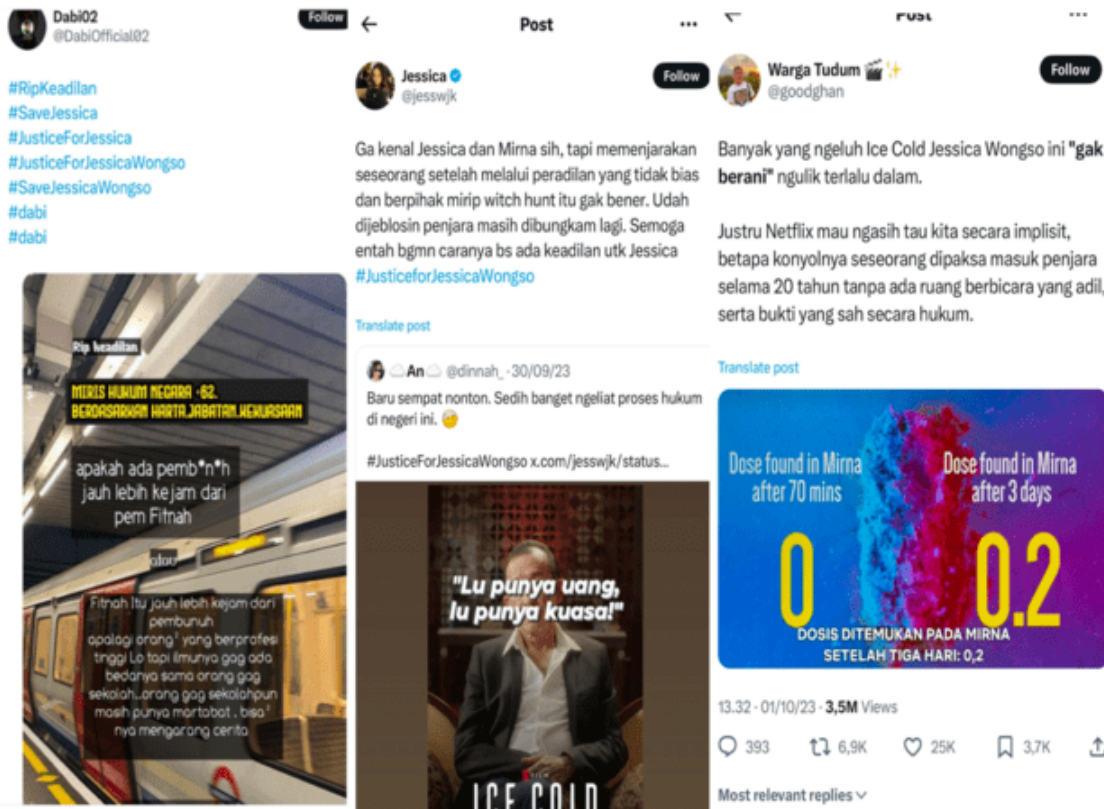 Dabi02
@DabiOfficial02
Follow
#RipKeadilan
#SaveJessica
#JusticeForJessica
#JusticeForJessicaWongso
#SaveJessicaWongso
#dabi
#dabi
Rip keadilan
MIRIS HUKUM NEGARA +62.
BERDASARKAN HARTA.JABATAN.KEKUASAAN
apakah ada pemb*n*h
jauh lebih kejam dari
pem Fitnah
atau
Fitnah Itu jauh lebih kejam dari
pembunuh
apalagi orang² yang berprofesi
tinggi Lo tapi ilmunya gag ada
bedanya sama orang gag
sekolah..orang gag sekolahpun
masih punya martabat . bisa²
nya mengarang cerita
Post
Jessica
@jesswjk
Follow
Ga kenal Jessica dan Mirna sih, tapi memenjarakan
seseorang setelah melalui peradilan yang tidak bias
dan berpihak mirip witch hunt itu gak bener. Udah
dijeblosin penjara masih dibungkam lagi. Semoga
entah bgmn caranya bs ada keadilan utk Jessica
#JusticeforJessicaWongso
Translate post
An @dinnah_ · 30/09/23
Baru sempat nonton. Sedih banget ngeliat proses hukum
di negeri ini. 
#JusticeForJessicaWongso x.com/jesswjk/status...
"Lu punya uang,
lu punya kuasa!"
FILM
ICE COLD
Post
Warga Tudum 🎬✨
@goodghan
Follow
Banyak yang ngeluh Ice Cold Jessica Wongso ini "gak
berani" ngulik terlalu dalam.
Justru Netflix mau ngasih tau kita secara implisit,
betapa konyolnya seseorang dipaksa masuk penjara
selama 20 tahun tanpa ada ruang berbicara yang adil,
serta bukti yang sah secara hukum.
Translate post
Dose found in Mirna
after 70 mins
0
Dose found in Mirna
after 3 days
0.2
DOSIS DITEMUKAN PADA MIRNA
SETELAH TIGA HARI: 0,2
13.32 · 01/10/23 · 3,5M Views
393 6,9K 25K 3,7K
Most relevant replies